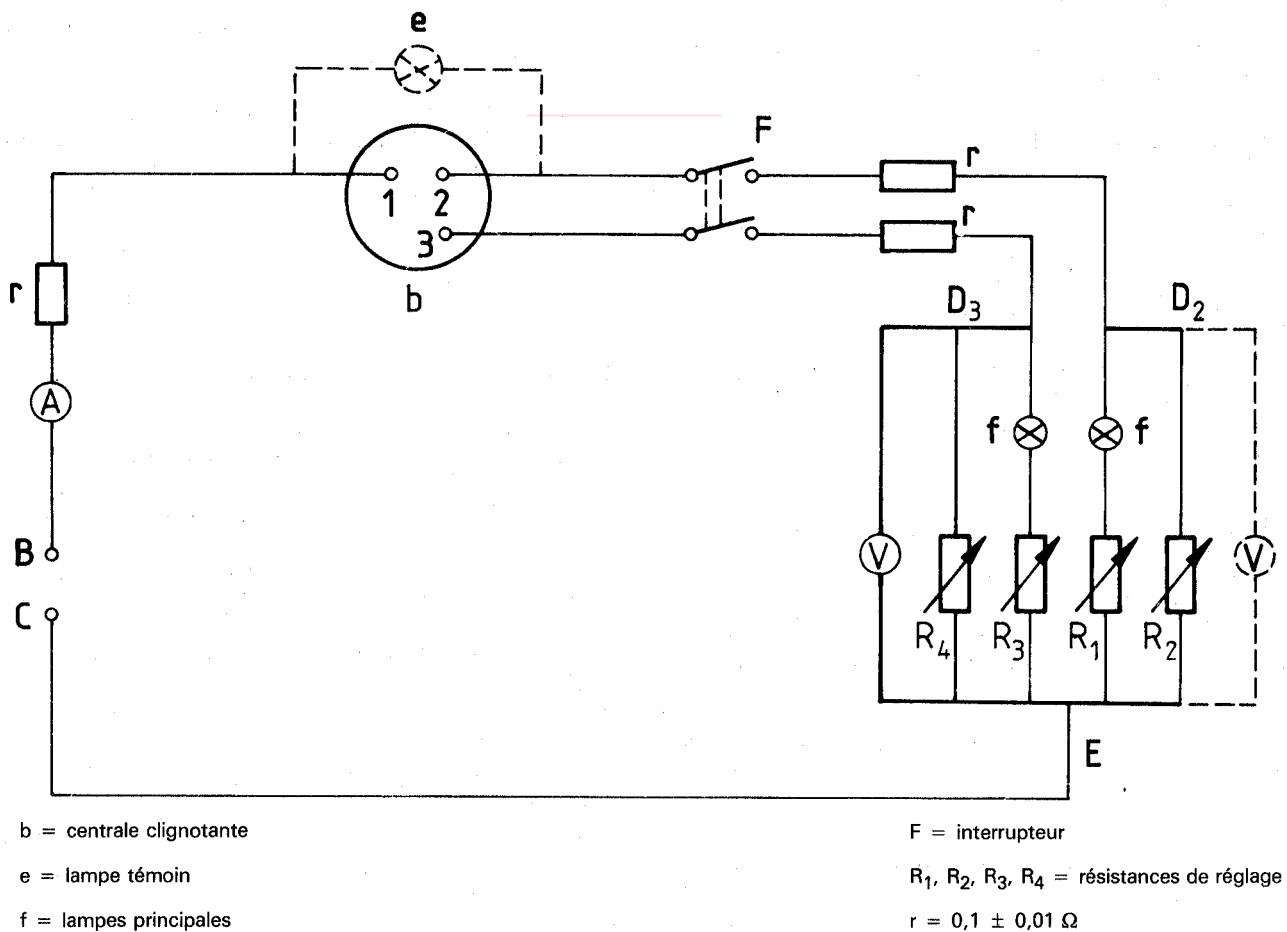 e
F
r
1 2
r
3
r
b
D3 D2
A
f f
B
V V
C
R4 R3 R1 R2
E
b = centrale clignotante
F = interrupteur
e = lampe témoin
R1, R2, R3, R4 = résistances de réglage
f = lampes principales
r = 0,1 ± 0,01 Ω